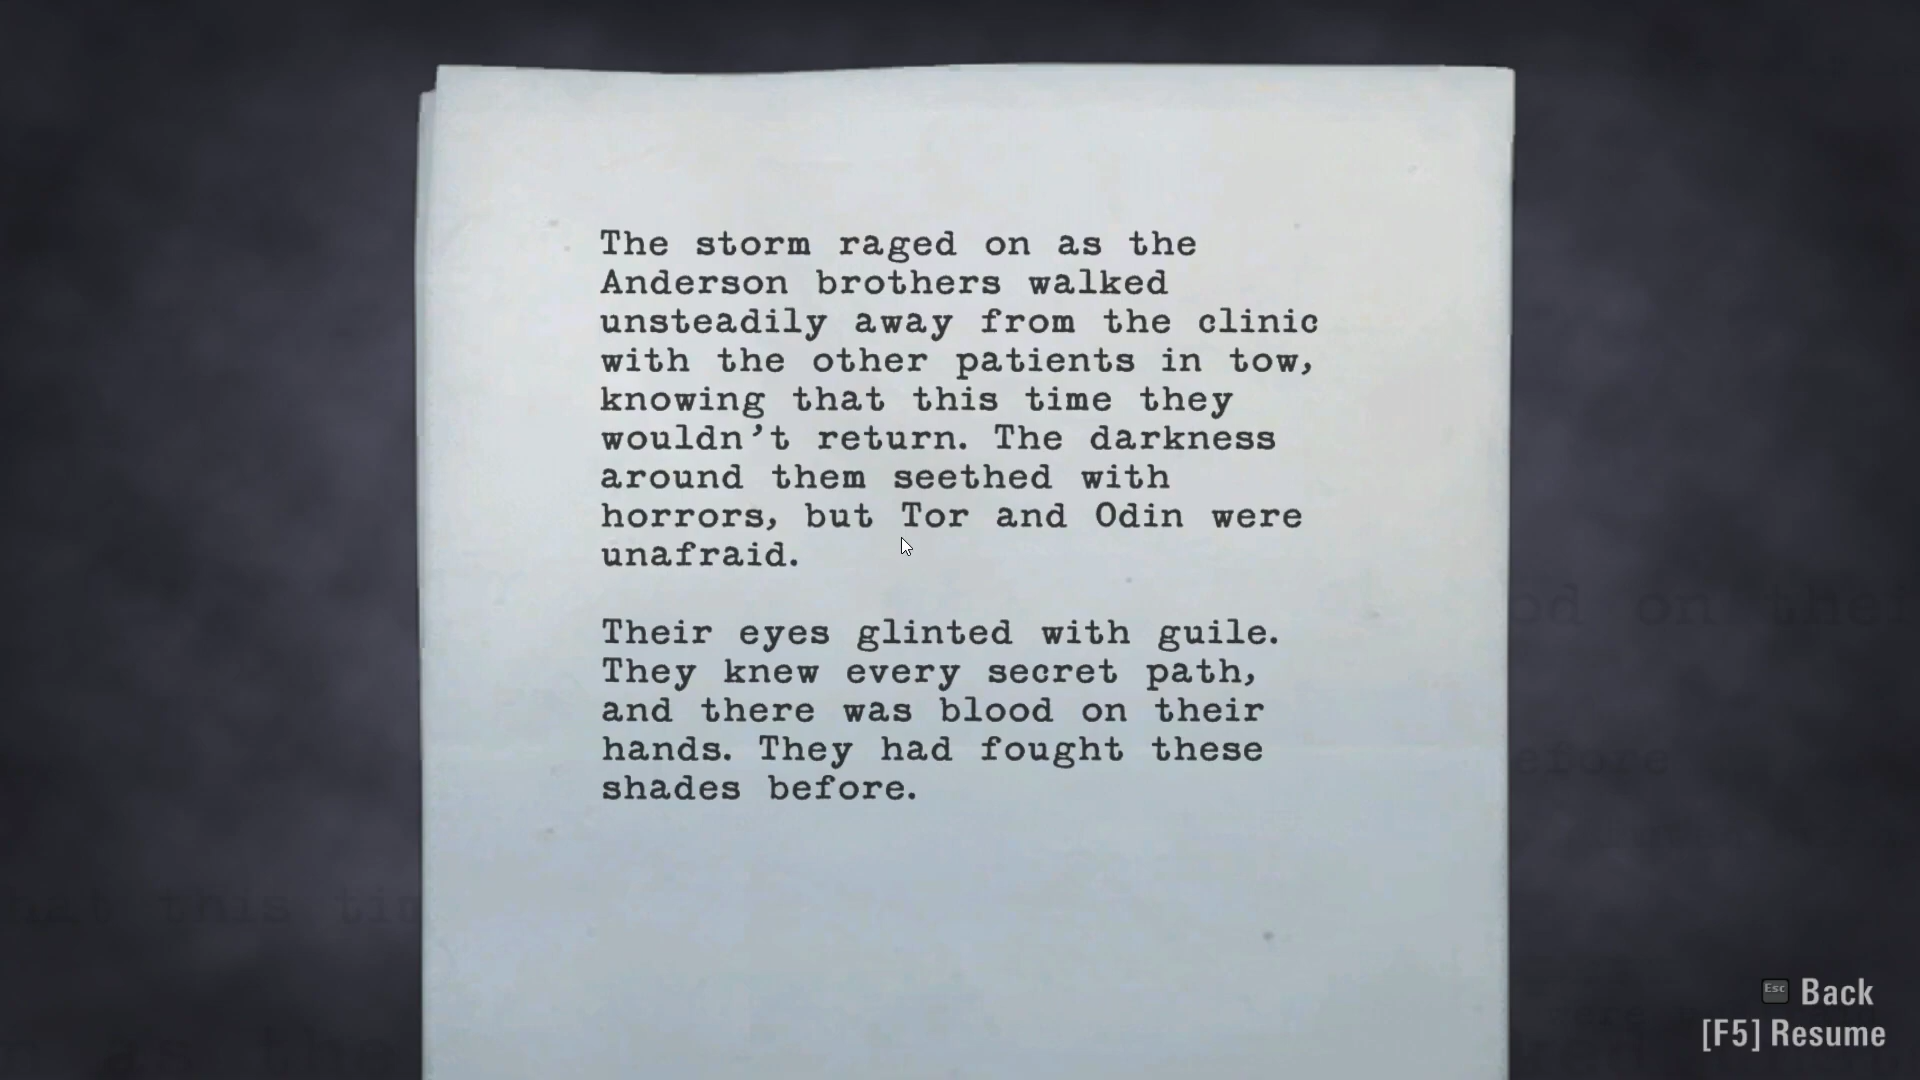 The storm raged on as the
Anderson brothers walked
unsteadily away from the clinic
with the other patients in tow,
knowing that this time they
wouldn't return. The darkness
around them seethed with
horrors, but Tor and Odin were
unafraid.
Their eyes glinted with guile.
They knew every secret path,
and there was blood on their
hands. They had fought these
shades before.
Esc Back
[F5] Resume